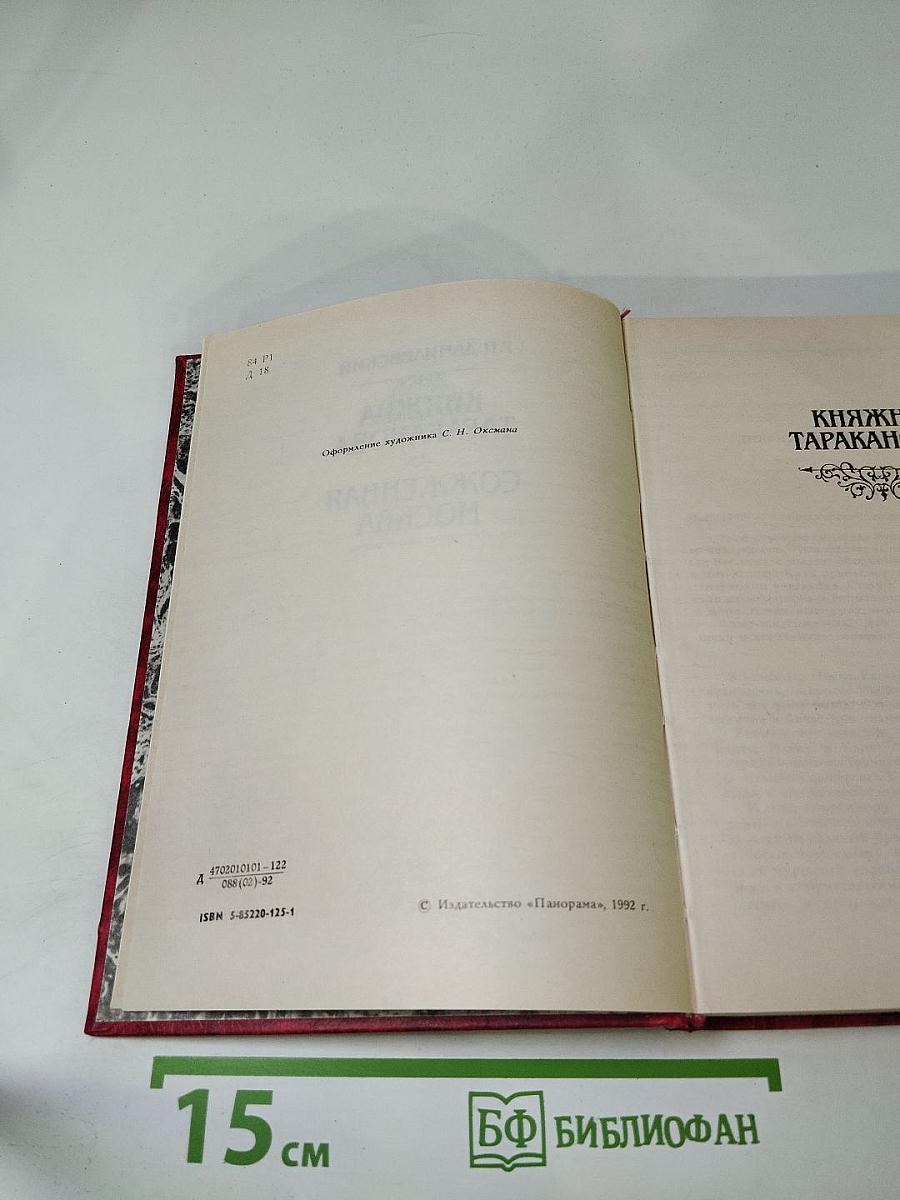 84 Р1
Д 18
Оформление художника С. Н. Оксмана
Д 4702010101–122
088(02)-92
ISBN 5-85220-125-1
© Издательство «Панорама», 1992 г.
КНЯЖН
ТАРАКАН
15 см
БФ БИБЛИОФАН